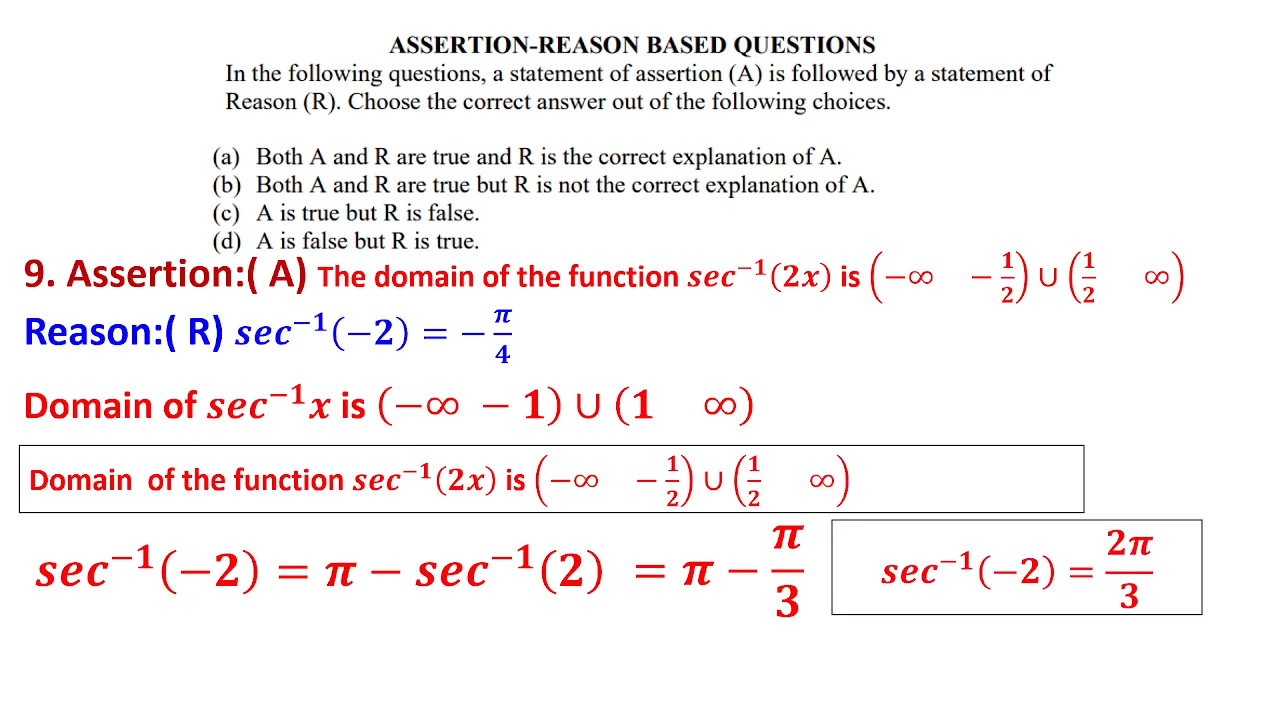 ASSERTION-REASON BASED QUESTIONS
In the following questions, a statement of assertion (A) is followed by a statement of
Reason (R). Choose the correct answer out of the following choices.
(a) Both A and R are true and R is the correct explanation of A.
(b) Both A and R are true but R is not the correct explanation of A.
(c) A is true but R is false.
(d) A is false but R is true.
9. Assertion:( A) The domain of the function sec⁻¹(2x) is (−∞ −1/2) ∪ (1/2 ∞)
Reason:( R) sec⁻¹(−2) = −π/4
Domain of sec⁻¹x is (−∞ −1) ∪ (1 ∞)
Domain of the function sec⁻¹(2x) is (−∞ −1/2) ∪ (1/2 ∞)
sec⁻¹(−2) = π − sec⁻¹(2) = π − π/3 sec⁻¹(−2) = 2π/3